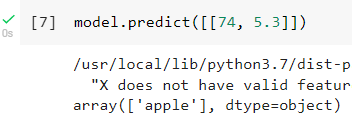 [7] model.predict([[74, 5.3]])
0s
/usr/local/lib/python3.7/dist-p
"X does not have valid featur
array(['apple'], dtype=object)